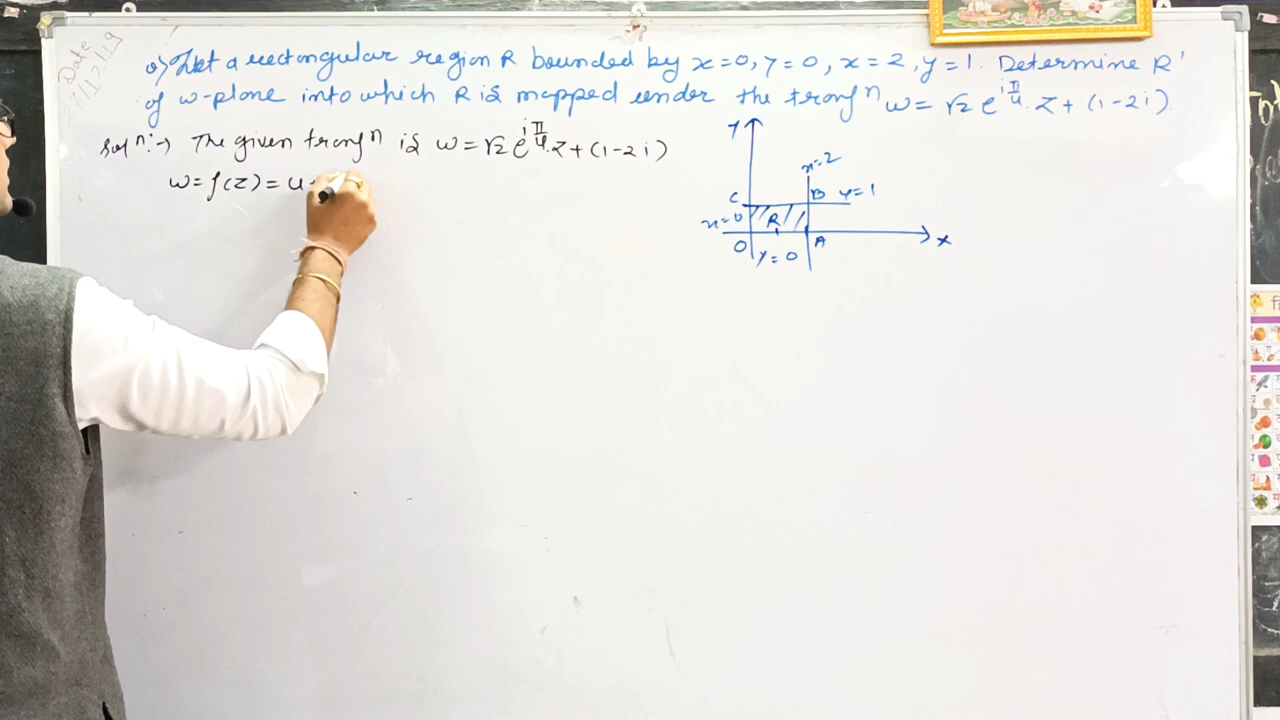 Date
7/12/19
Q) Let a rectangular region R bounded by x=0, y=0, x=2, y=1. Determine R'
of w-plane into which R is mapped under the transfⁿ w = √2 e^{iπ/4}. z + (1-2i).
Solⁿ:→ The given transfⁿ is w = √2 e^{iπ/4}. z + (1-2i)
w = f(z) = u
Y
x=2
C
B y=1
x=0
R
O
y=0
A
X